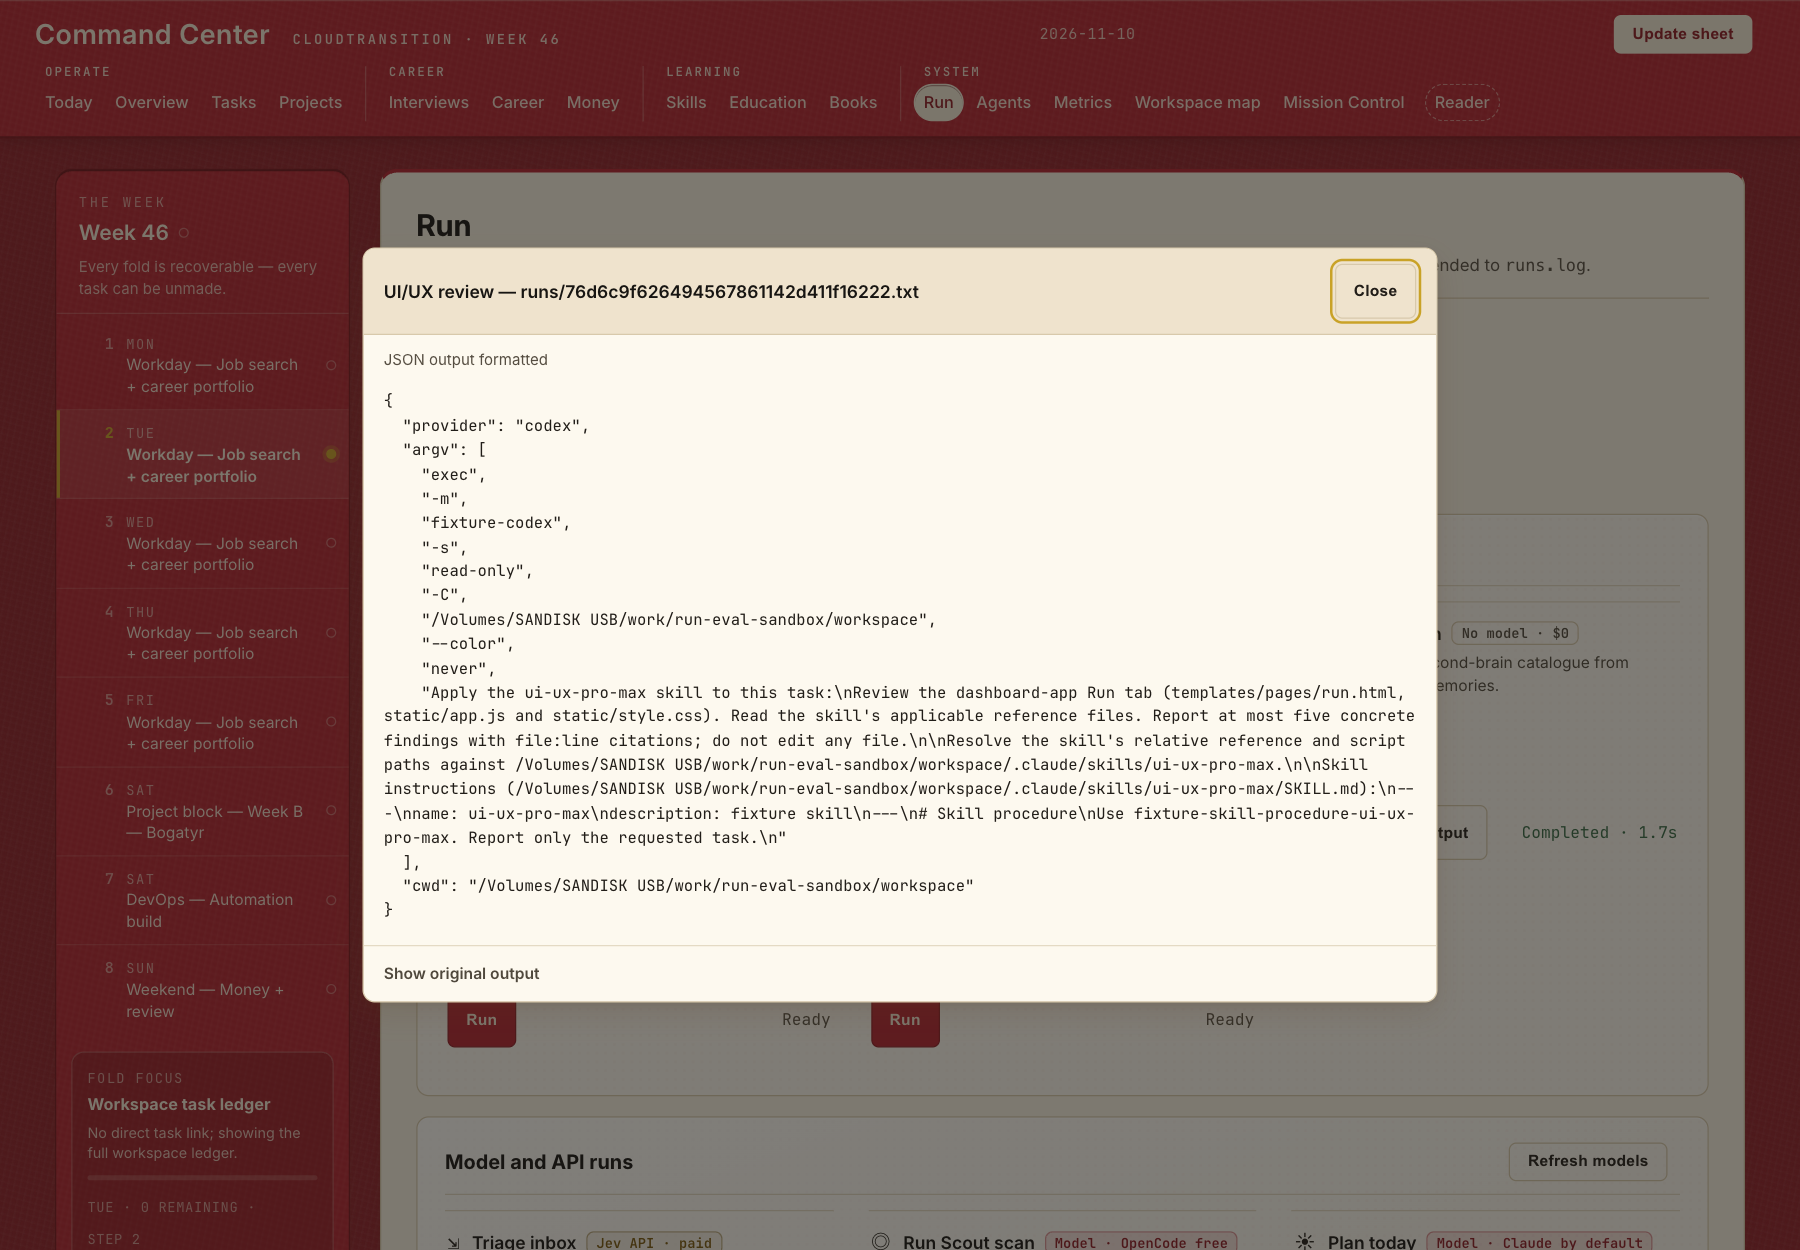 Command Center
CLOUDTRANSITION · WEEK 46
2026-11-10
Update sheet
OPERATE
Today Overview Tasks Projects
CAREER
Interviews Career Money
LEARNING
Skills Education Books
SYSTEM
Run Agents Metrics Workspace map Mission Control Reader
THE WEEK
Week 46
Every fold is recoverable — every
task can be unmade.
1 MON
Workday — Job search
+ career portfolio
2 TUE
Workday — Job search
+ career portfolio
3 WED
Workday — Job search
+ career portfolio
4 THU
Workday — Job search
+ career portfolio
5 FRI
Workday — Job search
+ career portfolio
6 SAT
Project block — Week B
— Bogatyr
7 SAT
DevOps — Automation
build
8 SUN
Weekend — Money +
review
FOLD FOCUS
Workspace task ledger
No direct task link; showing the
full workspace ledger.
TUE · 0 REMAINING ·
STEP 2
Run
nded to runs.log.
UI/UX review — runs/76d6c9f626494567861142d411f16222.txt
Close
JSON output formatted
{
  "provider": "codex",
  "argv": [
    "exec",
    "-m",
    "fixture-codex",
    "-s",
    "read-only",
    "-C",
    "/Volumes/SANDISK USB/work/run-eval-sandbox/workspace",
    "--color",
    "never",
    "Apply the ui-ux-pro-max skill to this task:\nReview the dashboard-app Run tab (templates/pages/run.html,
static/app.js and static/style.css). Read the skill's applicable reference files. Report at most five concrete
findings with file:line citations; do not edit any file.\n\nResolve the skill's relative reference and script
paths against /Volumes/SANDISK USB/work/run-eval-sandbox/workspace/.claude/skills/ui-ux-pro-max.\n\nSkill
instructions (/Volumes/SANDISK USB/work/run-eval-sandbox/workspace/.claude/skills/ui-ux-pro-max/SKILL.md):\n--
-\nname: ui-ux-pro-max\ndescription: fixture skill\n---\n# Skill procedure\nUse fixture-skill-procedure-ui-ux-
pro-max. Report only the requested task.\n"
  ],
  "cwd": "/Volumes/SANDISK USB/work/run-eval-sandbox/workspace"
}
Show original output
No model · $0
ond-brain catalogue from
emories.
tput
Completed · 1.7s
Run Ready
Run Ready
Model and API runs
Refresh models
Triage inbox Jev API · paid
Run Scout scan Model · OpenCode free
Plan today Model · Claude by default